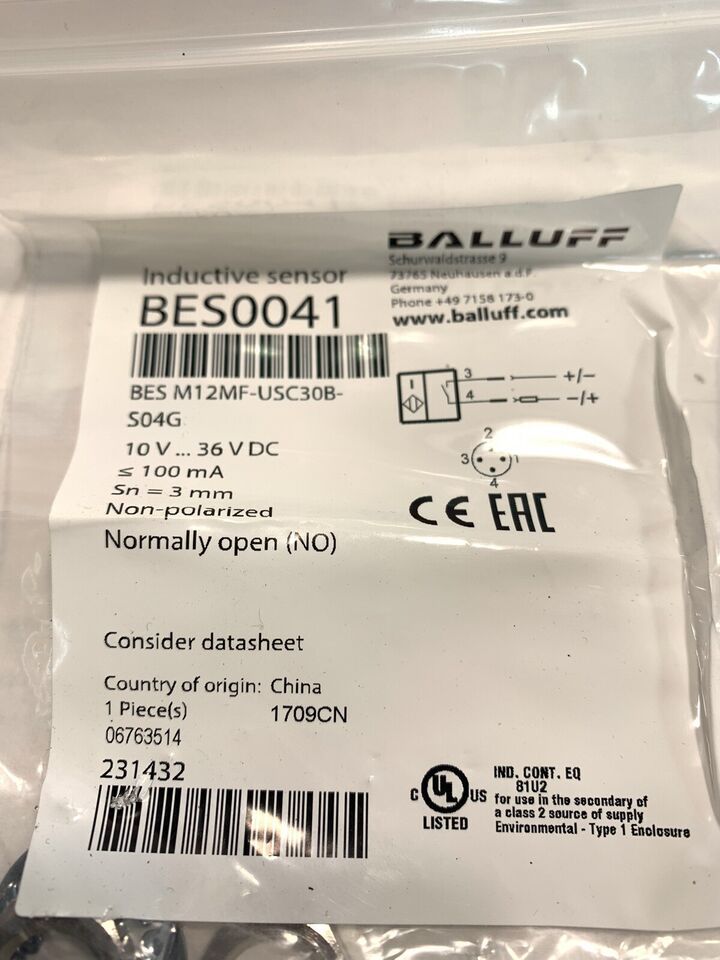 BALLUFF
Schurwaldstrasse 9
73765 Neuhausen a.d.F.
Germany
Phone +49 7158 173-0
www.balluff.com
Inductive sensor
BES0041
BES M12MF-USC30B-
S04G
10 V ... 36 V DC
≤ 100 mA
Sn = 3 mm
Non-polarized
Normally open (NO)
3 +/–
4 –/+
2
3 1
4
CE EAC
Consider datasheet
Country of origin: China
1 Piece(s) 1709CN
06763514
231432
C UL US
LISTED
IND. CONT. EQ
81U2
for use in the secondary of
a class 2 source of supply
Environmental - Type 1 Enclosure